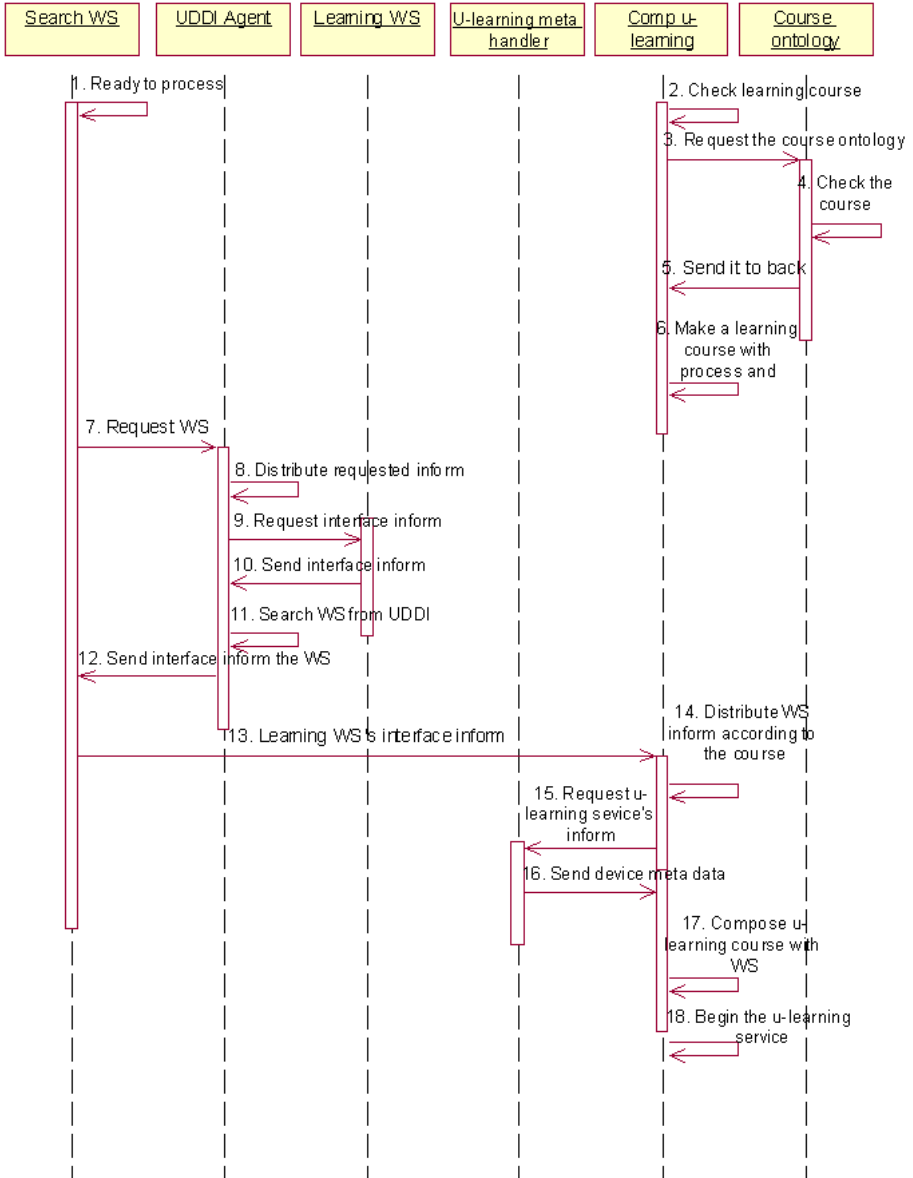 Search WS
UDDI Agent
Learning WS
U-learning meta
handler
Comp u-
learning
Course
ontology
1. Ready to process
2. Check learning course
3. Request the course ontology
4. Check the
course
5. Send it to back
6. Make a learning
course with
process and
7. Request WS
8. Distribute requested inform
9. Request interface inform
10. Send interface inform
11. Search WS from UDDI
12. Send interface inform the WS
13. Learning WS's interface inform
14. Distribute WS
inform according to
the course
15. Request u-
learning sevice's
inform
16. Send device meta data
17. Compose u-
learning course with
WS
18. Begin the u-learning
service